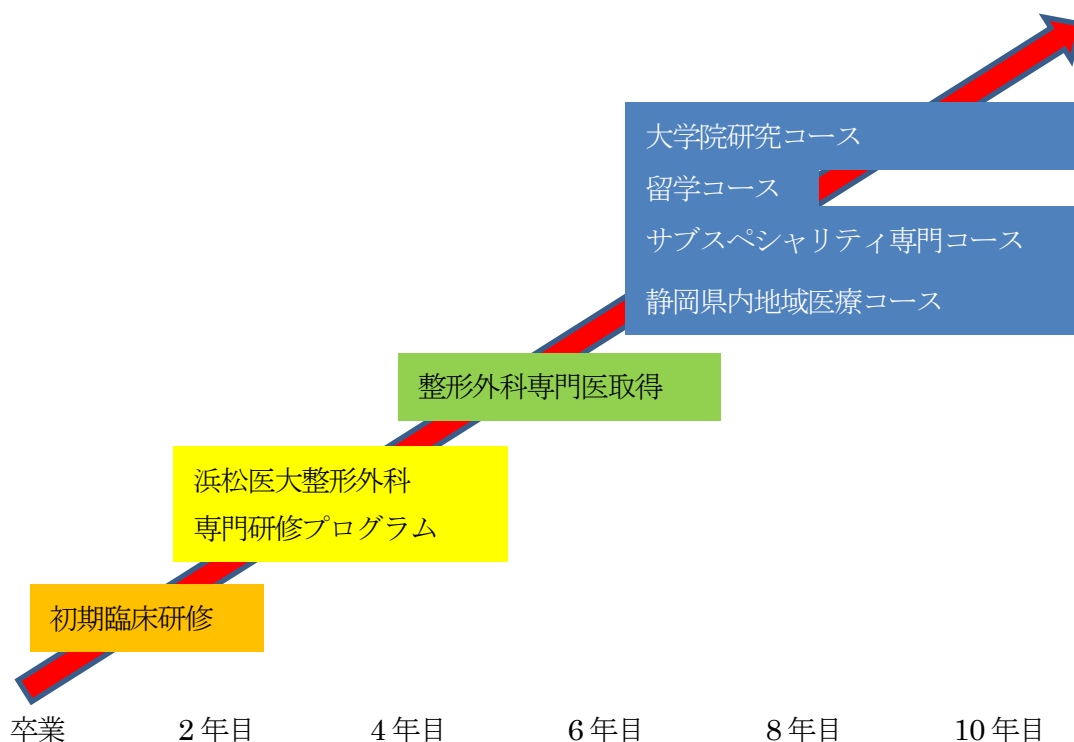 大学院研究コース
留学コース
サブスペシャリティ専門コース
静岡県内地域医療コース
整形外科専門医取得
浜松医大整形外科
専門研修プログラム
初期臨床研修
卒業 2年目 4年目 6年目 8年目 10年目